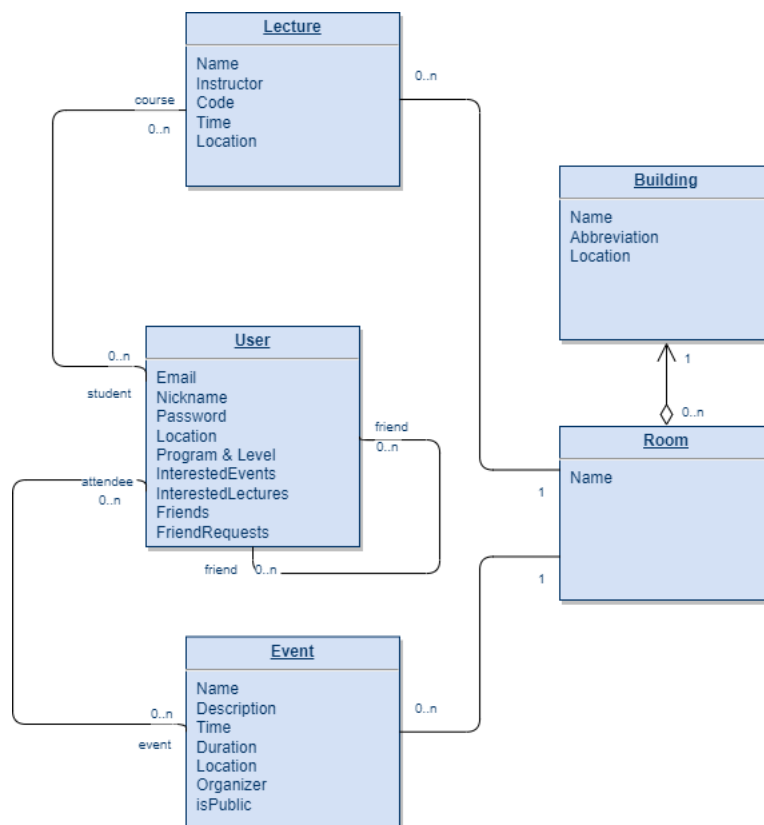 Lecture
Name
Instructor
Code
Time
Location
course
0..n
0..n
Building
Name
Abbreviation
Location
1
0..n
Room
Name
1
1
User
Email
Nickname
Password
Location
Program & Level
InterestedEvents
InterestedLectures
Friends
FriendRequests
0..n
student
attendee
0..n
friend
0..n
friend
0..n
Event
Name
Description
Time
Duration
Location
Organizer
isPublic
0..n
event
0..n